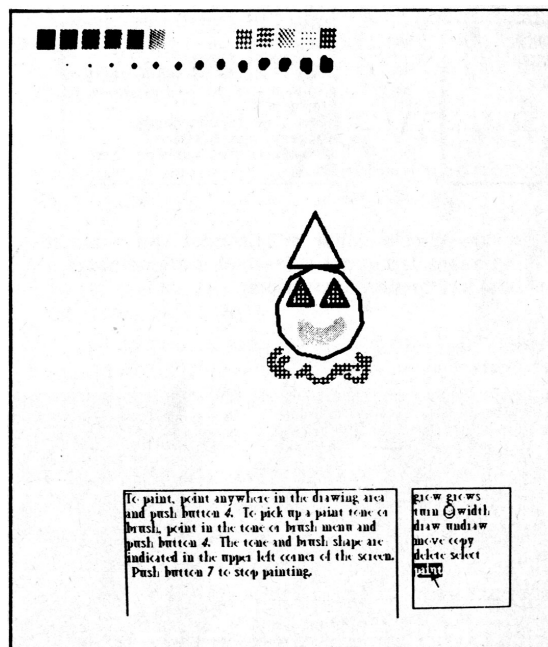 To paint, point anywhere in the drawing area
and push button 4. To pick up a paint tone or
brush, point in the tone or brush menu and
push button 4. The tone and brush shape are
indicated in the upper left corner of the screen.
Push button 7 to stop painting.
grow grows
turn width
draw undraw
move copy
delete select
paint